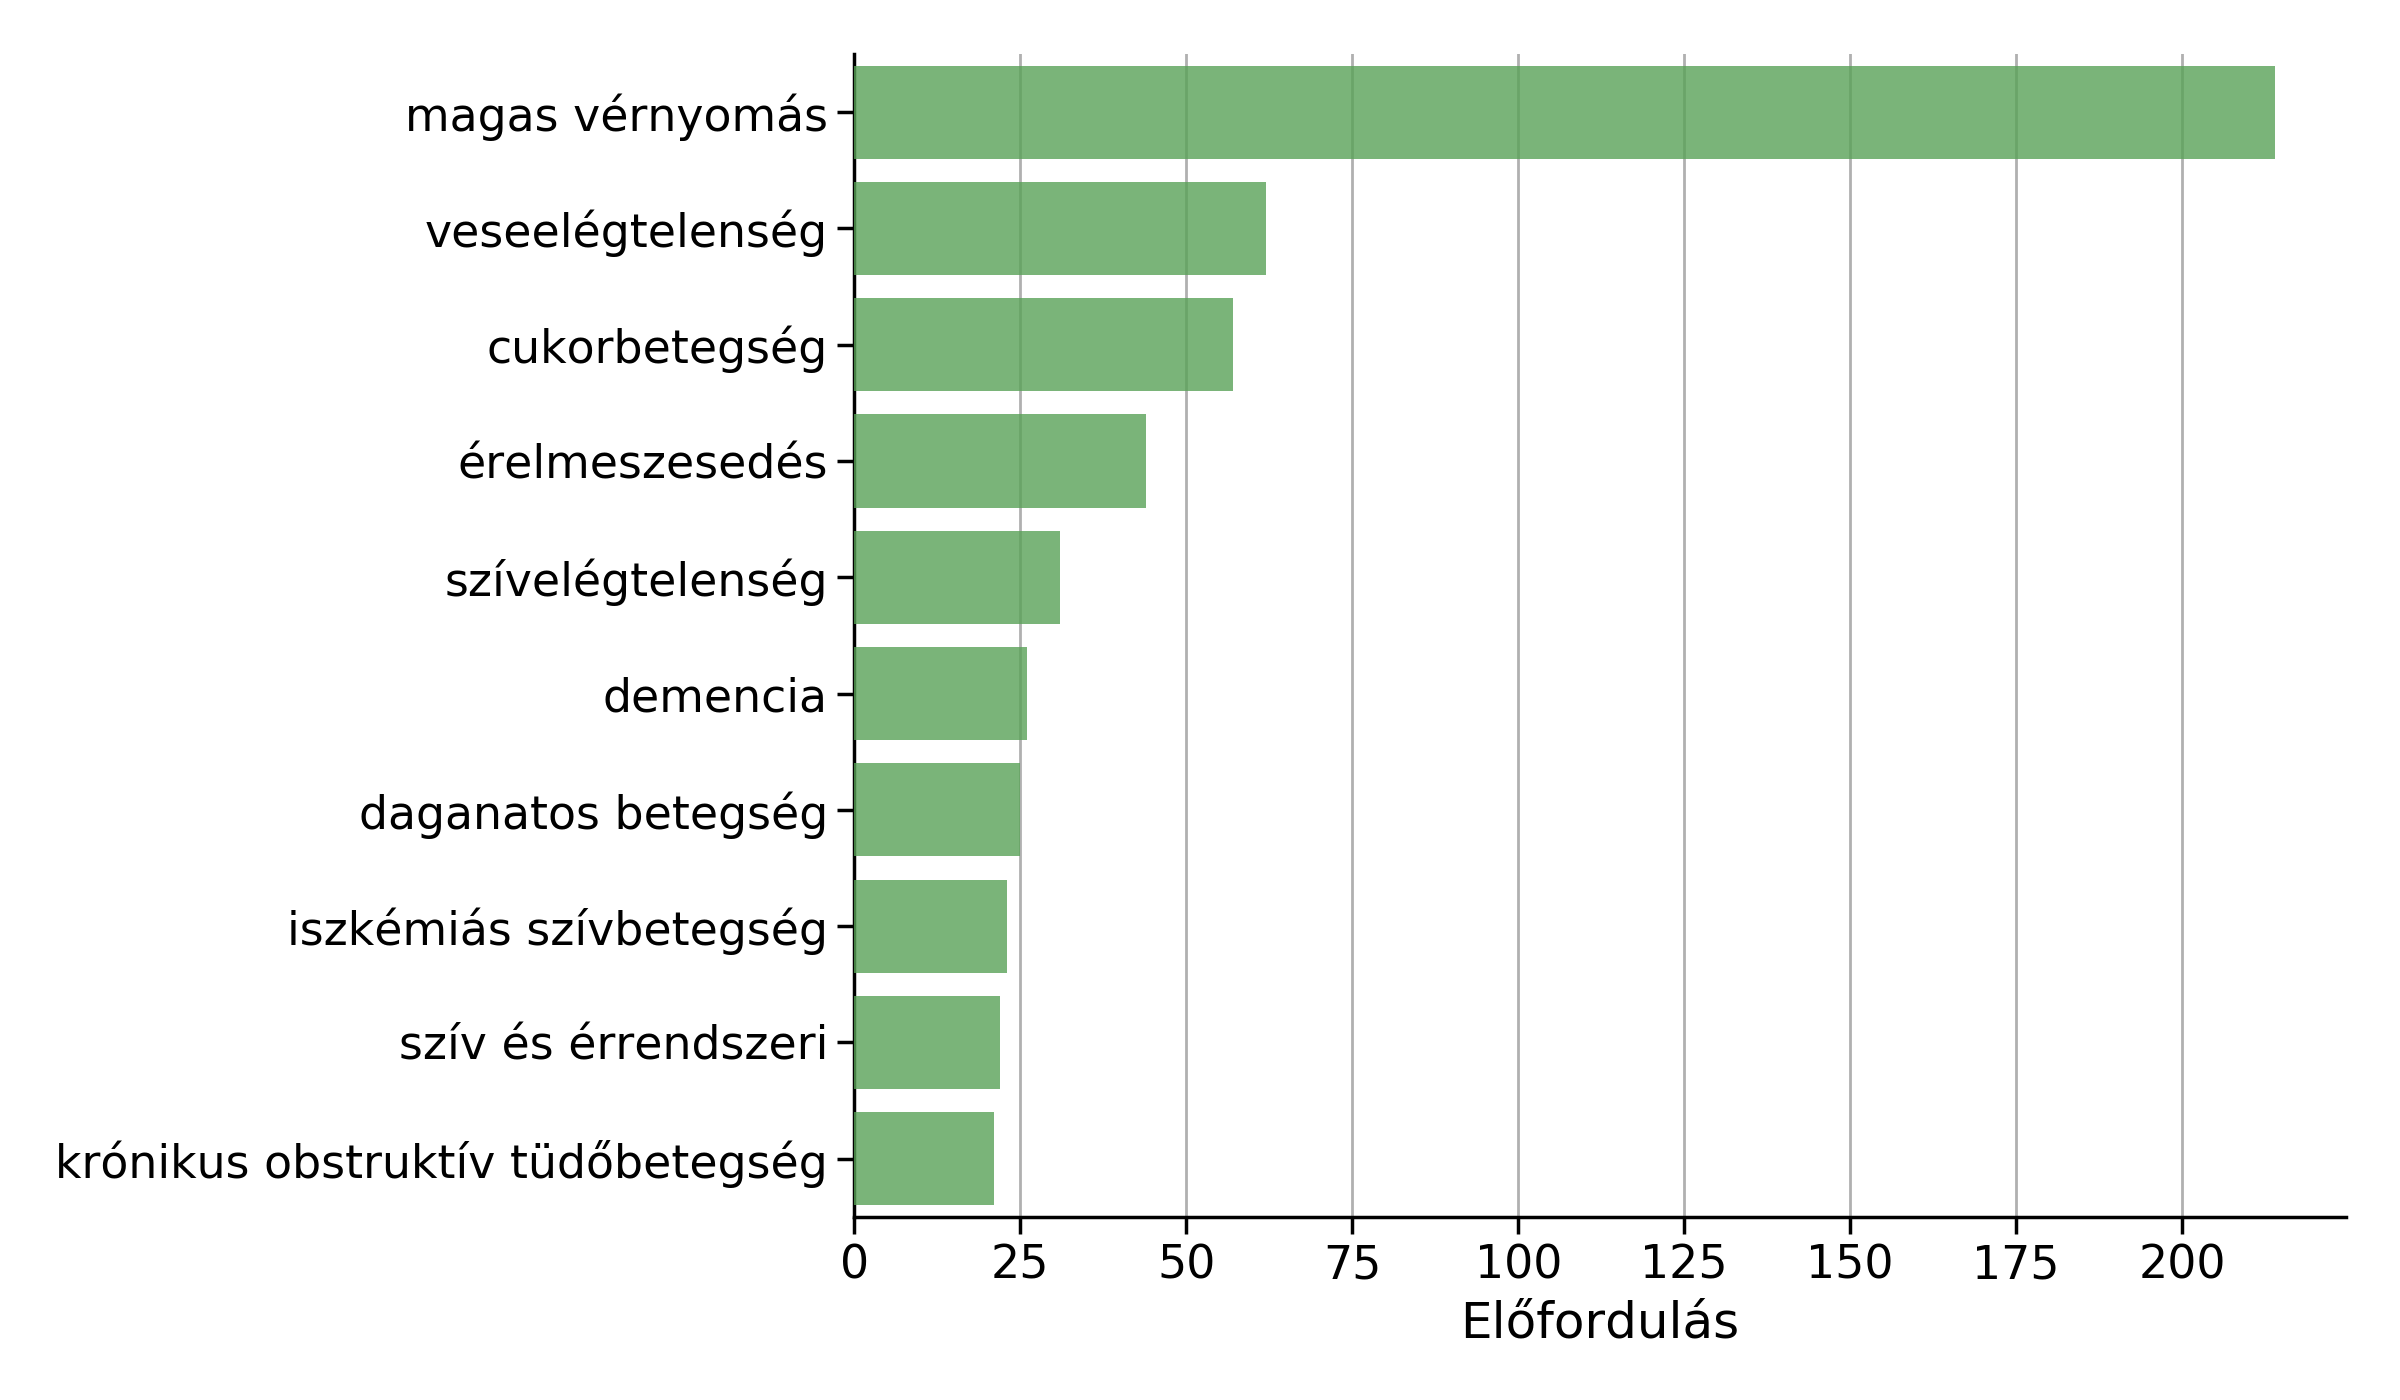 magas vérnyomás
veseelégtelenség
cukorbetegség
érelmeszesedés
szívelégtelenség
demencia
daganatos betegség
iszkémiás szívbetegség
szív és érrendszeri
krónikus obstruktív tüdőbetegség
0 25 50 75 100 125 150 175 200
Előfordulás